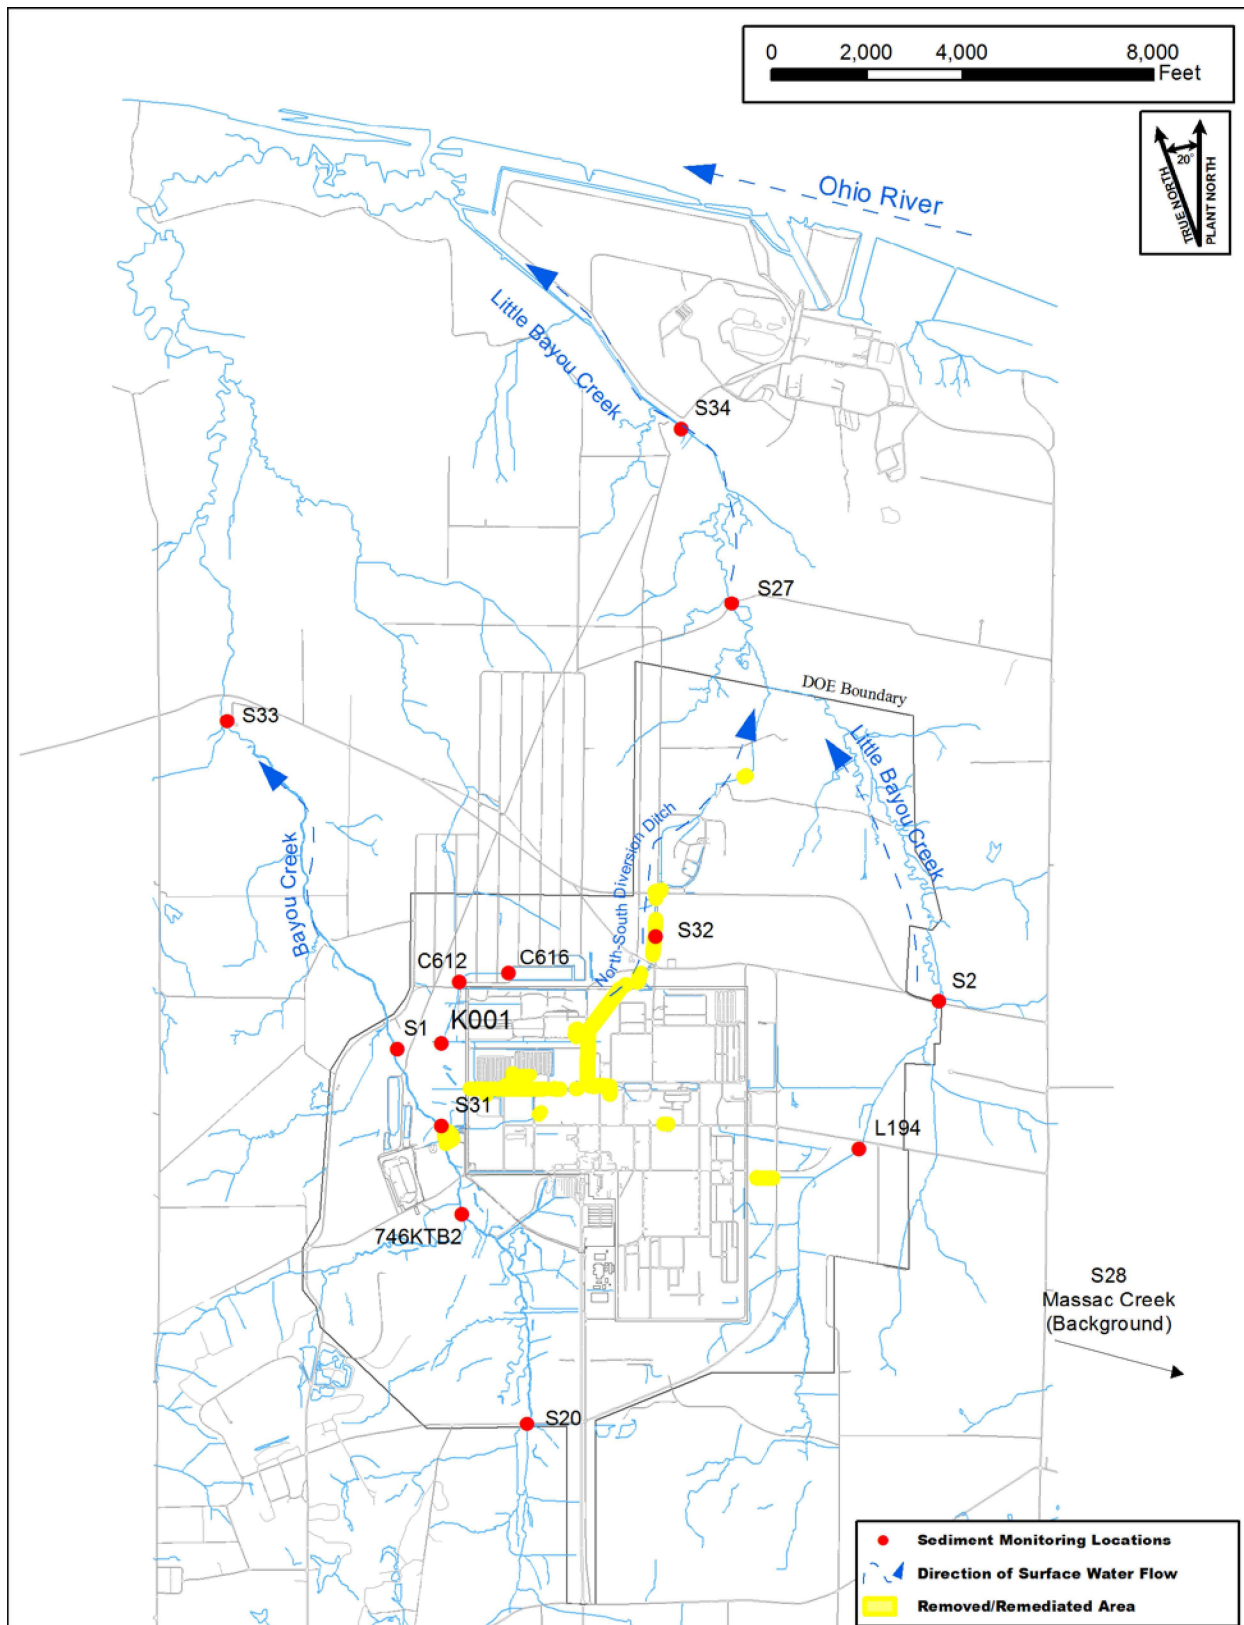 0 2,000 4,000 8,000
Feet
20°
TRUE NORTH
PLANT NORTH
Ohio River
Little Bayou Creek
S34
S27
DOE Boundary
S33
Little Bayou Creek
North-South Diversion Ditch
Bayou Creek
S32
C612
C616
S2
K001
S1
S31
L194
746KTB2
S28
Massac Creek
(Background)
S20
Sediment Monitoring Locations
Direction of Surface Water Flow
Removed/Remediated Area